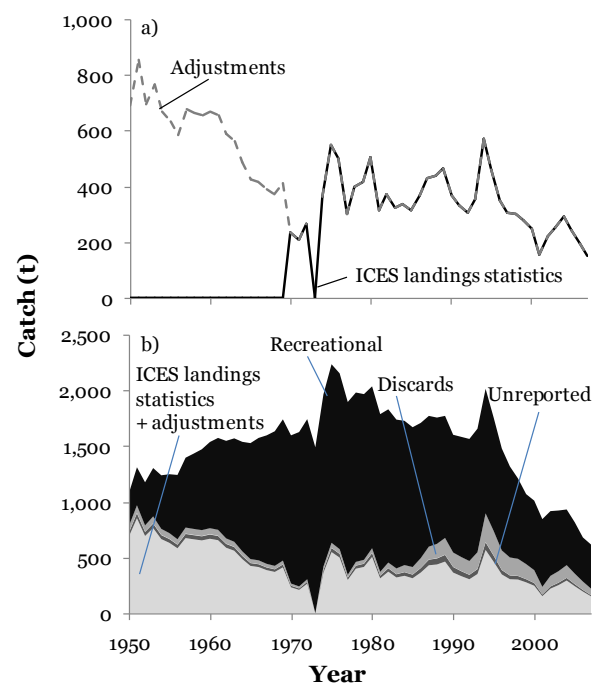 1,000
a)
Adjustments
800
600
400
200
ICES landings statistics
0
Catch (t)
2,500
b)
Recreational
ICES landings
statistics
+ adjustments
Discards
Unreported
2,000
1,500
1,000
500
0
1950 1960 1970 1980 1990 2000
Year